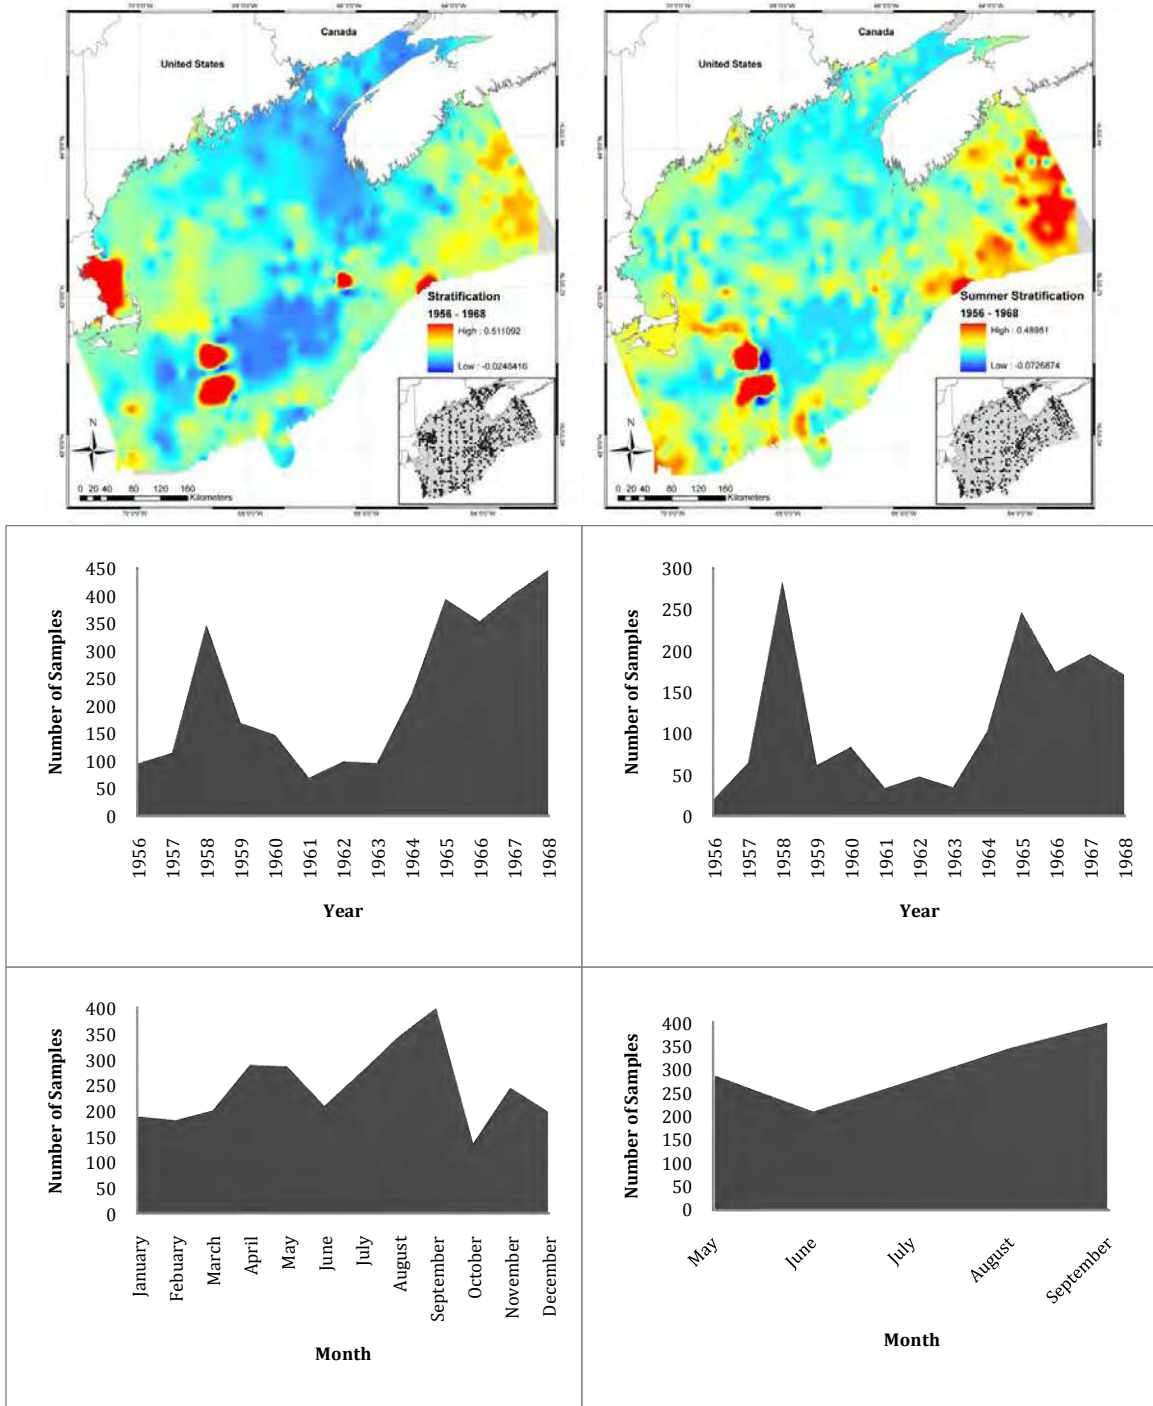 Canada
United States
Stratification
1956 - 1968
High : 0.511092
Low : -0.0248416
N
0 20 40 80 120 160
Kilometers
Canada
United States
Summer Stratification
1956 - 1968
High : 0.48951
Low : -0.0726874
N
0 20 40 80 120 160
Kilometers
450
400
350
300
250
200
150
100
50
0
Number of Samples
1956 1957 1958 1959 1960 1961 1962 1963 1964 1965 1966 1967 1968
Year
300
250
200
150
100
50
0
Number of Samples
1956 1957 1958 1959 1960 1961 1962 1963 1964 1965 1966 1967 1968
Year
400
350
300
250
200
150
100
50
0
Number of Samples
January Febuary March April May June July August September October November December
Month
400
350
300
250
200
150
100
50
0
Number of Samples
May June July August September
Month